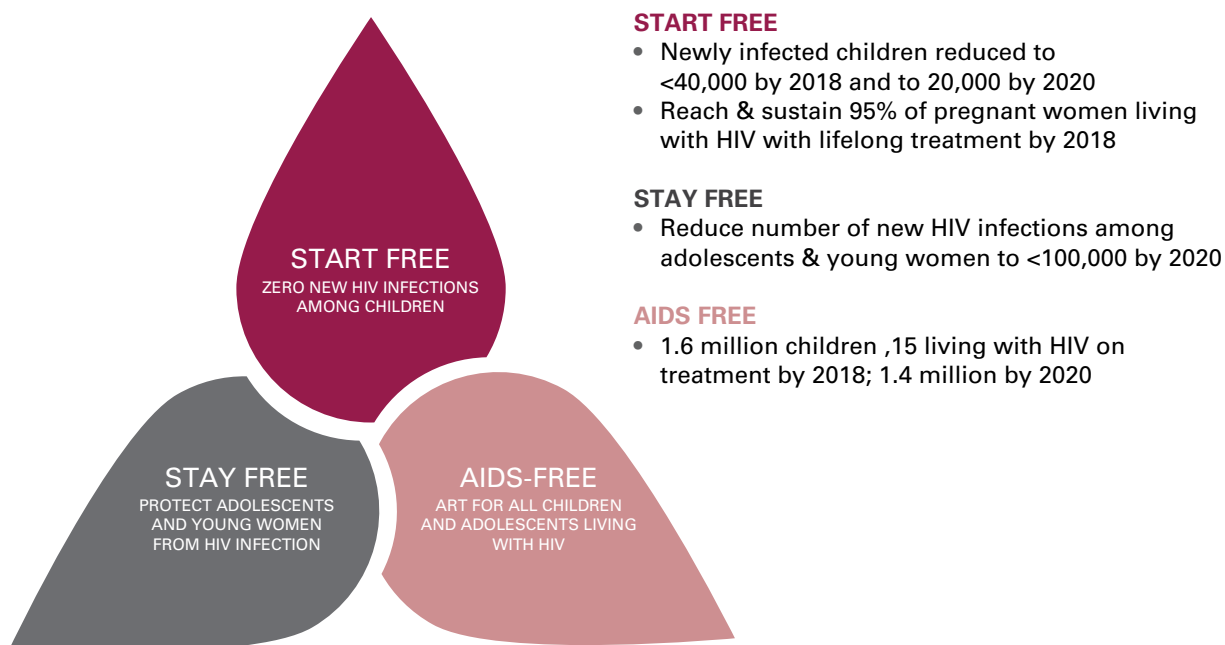 START FREE
ZERO NEW HIV INFECTIONS
AMONG CHILDREN
STAY FREE
PROTECT ADOLESCENTS
AND YOUNG WOMEN
FROM HIV INFECTION
AIDS-FREE
ART FOR ALL CHILDREN
AND ADOLESCENTS LIVING
WITH HIV
START FREE
• Newly infected children reduced to
<40,000 by 2018 and to 20,000 by 2020
• Reach & sustain 95% of pregnant women living
with HIV with lifelong treatment by 2018
STAY FREE
• Reduce number of new HIV infections among
adolescents & young women to <100,000 by 2020
AIDS FREE
• 1.6 million children ,15 living with HIV on
treatment by 2018; 1.4 million by 2020